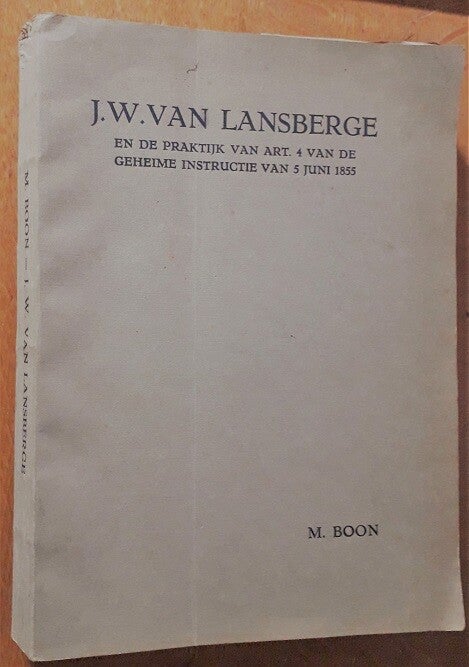 J.W. VAN LANSBERGE
EN DE PRAKTIJK VAN ART. 4 VAN DE
GEHEIME INSTRUCTIE VAN 5 JUNI 1855
M. BOON
M. BOON — J. W. VAN LANSBERGE